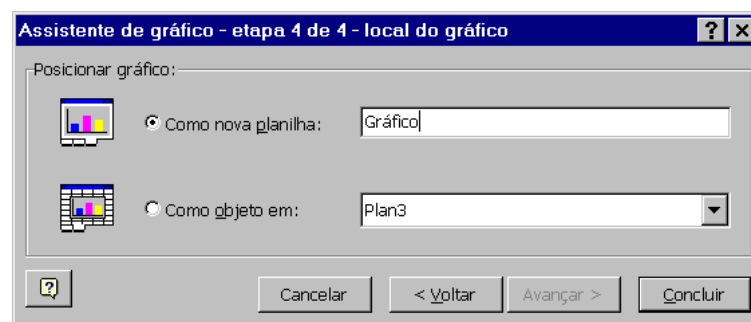 Assistente de gráfico - etapa 4 de 4 - local do gráfico
Posicionar gráfico:
Como nova planilha: Gráfico
Como objeto em: Plan3
Cancelar < Voltar Avançar > Concluir